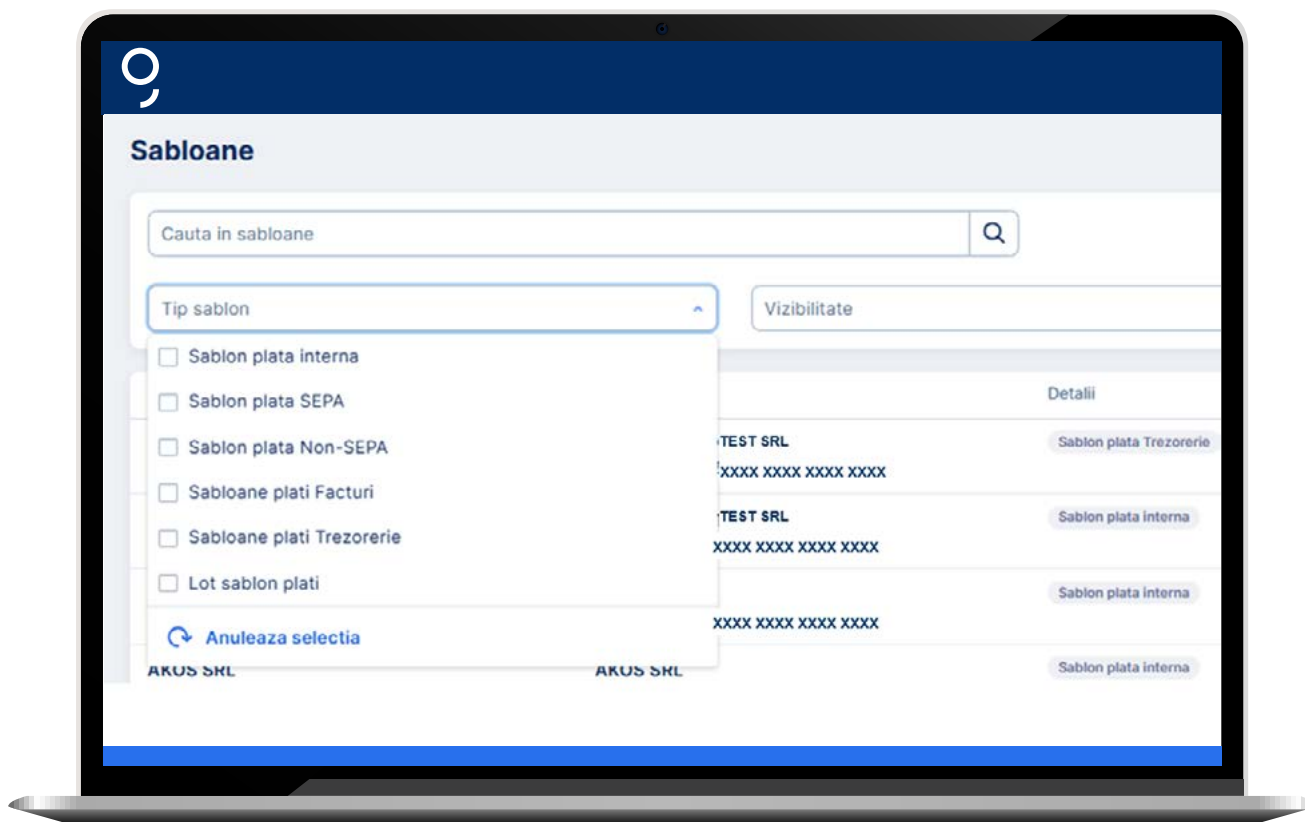 Sabloane
Cauta in sabloane
Tip sablon
Vizibilitate
Sablon plata interna
Sablon plata SEPA
Sablon plata Non-SEPA
Sabloane plati Facturi
Sabloane plati Trezorerie
Lot sablon plati
Anuleaza selectia
Detalii
TEST SRL
Sablon plata Trezorerie
XXXX XXXX XXXX XXXX
TEST SRL
Sablon plata interna
XXXX XXXX XXXX XXXX
Sablon plata interna
XXXX XXXX XXXX XXXX
AKOS SRL
AKOS SRL
Sablon plata interna